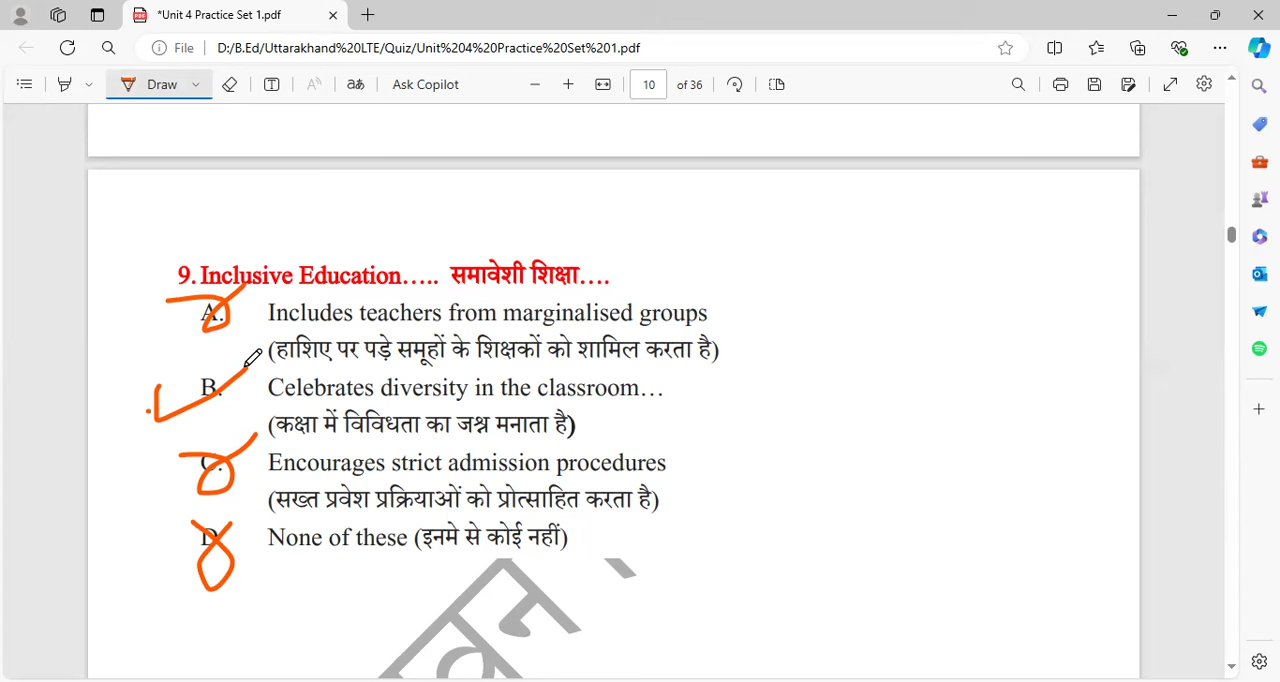 *Unit 4 Practice Set 1.pdf
File D:/B.Ed/Uttarakhand%20LTE/Quiz/Unit%204%20Practice%20Set%201.pdf
Draw aあ Ask Copilot 10 of 36
9. Inclusive Education….. समावेशी शिक्षा….
A. Includes teachers from marginalised groups
(हाशिए पर पड़े समूहों के शिक्षकों को शामिल करता है)
B. Celebrates diversity in the classroom…
(कक्षा में विविधता का जश्न मनाता है)
C. Encourages strict admission procedures
(सख्त प्रवेश प्रक्रियाओं को प्रोत्साहित करता है)
D. None of these (इनमे से कोई नहीं)